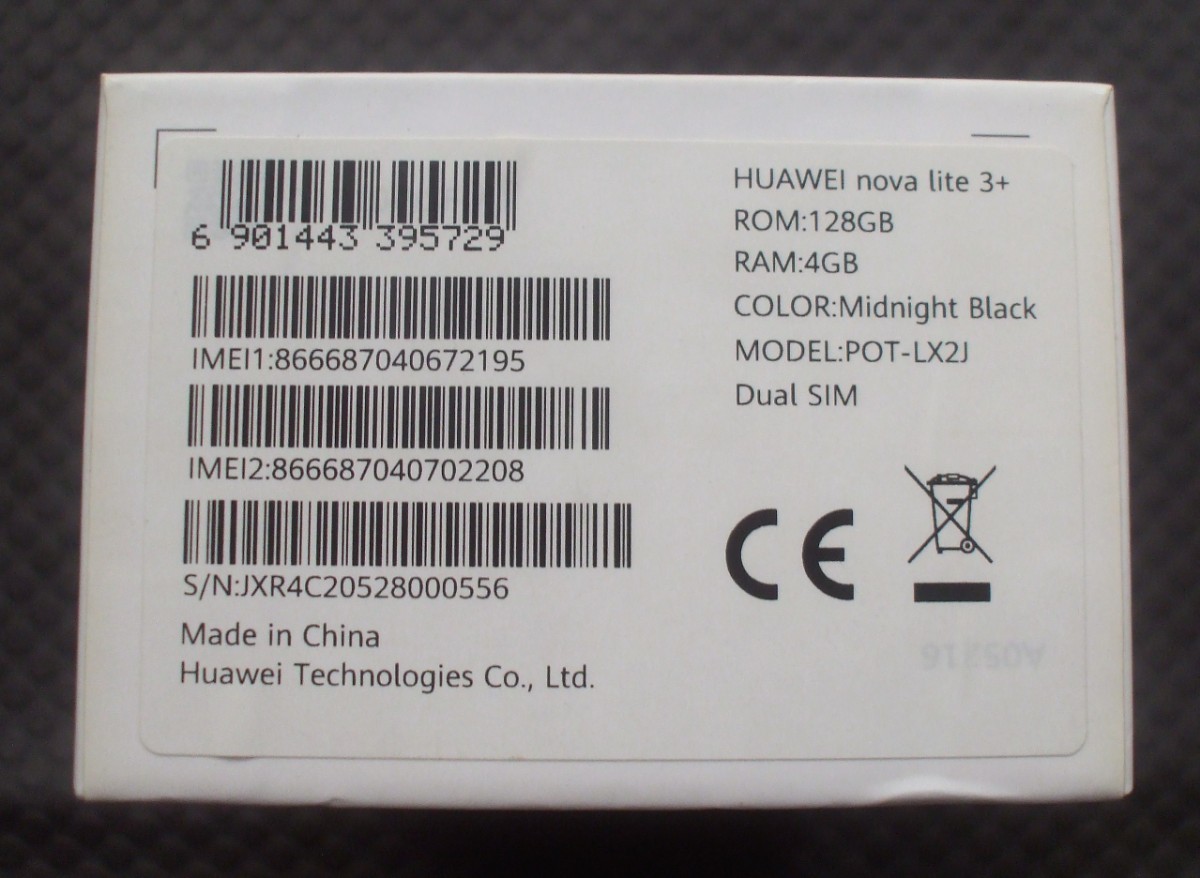 6 901443 395729
IMEI1:866687040672195
IMEI2:866687040702208
S/N:JXR4C20528000556
Made in China
Huawei Technologies Co., Ltd.
HUAWEI nova lite 3+
ROM:128GB
RAM:4GB
COLOR:Midnight Black
MODEL:POT-LX2J
Dual SIM
CE
A05216